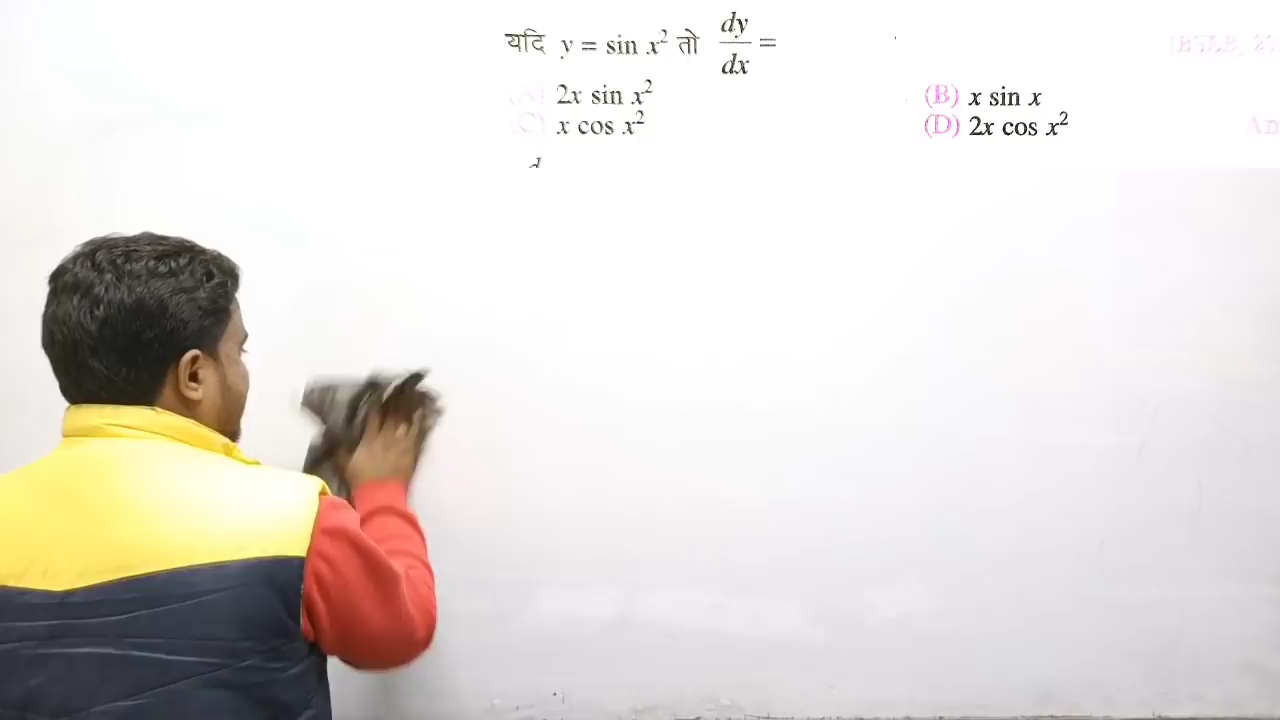 यदि y = sin x² तो dy/dx =
(A) 2x sin x² (B) x sin x
(C) x cos x² (D) 2x cos x²